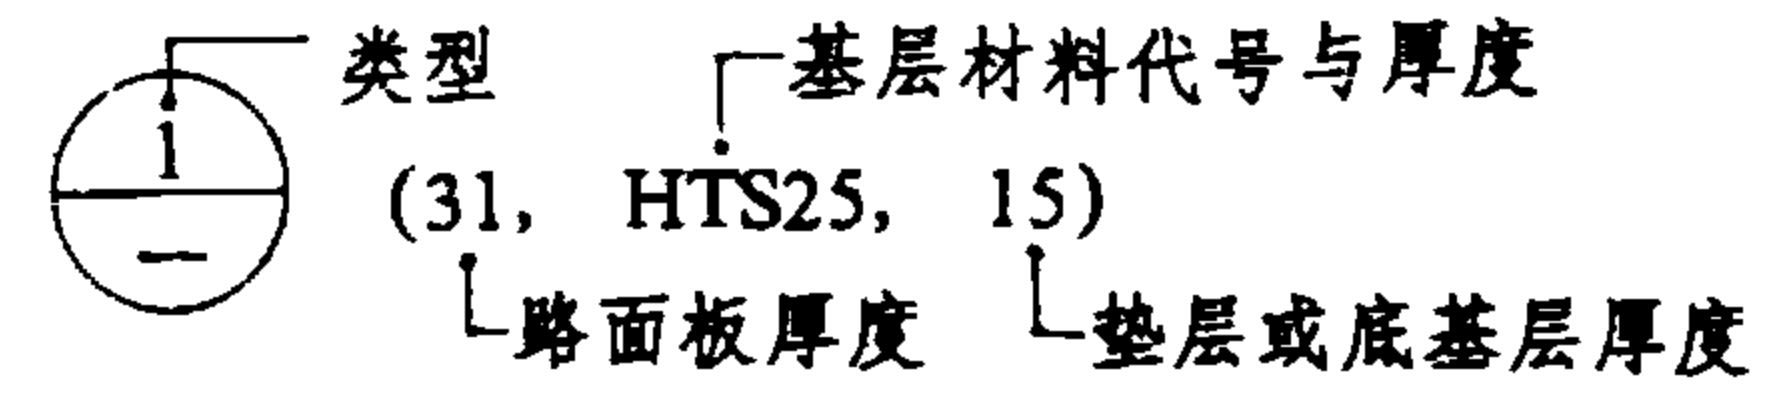 类型 基层材料代号与厚度
1 (31, HTS25, 15)
—
路面板厚度 垫层或底基层厚度